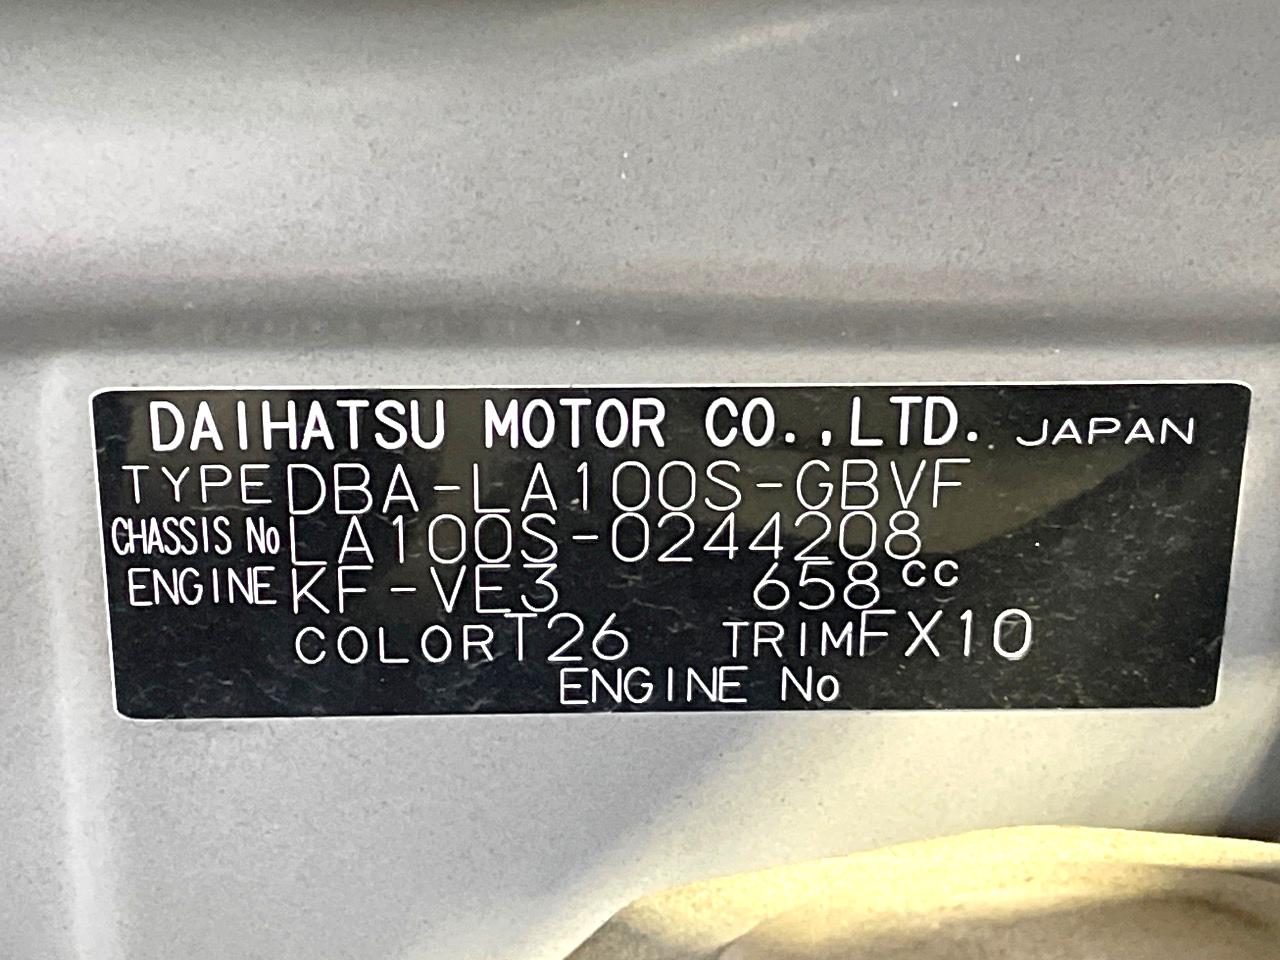 DAIHATSU MOTOR CO.,LTD. JAPAN
TYPE DBA-LA100S-GBVF
CHASSIS No LA100S-0244208
ENGINE KF-VE3 658cc
COLOR T26 TRIM FX10
ENGINE No